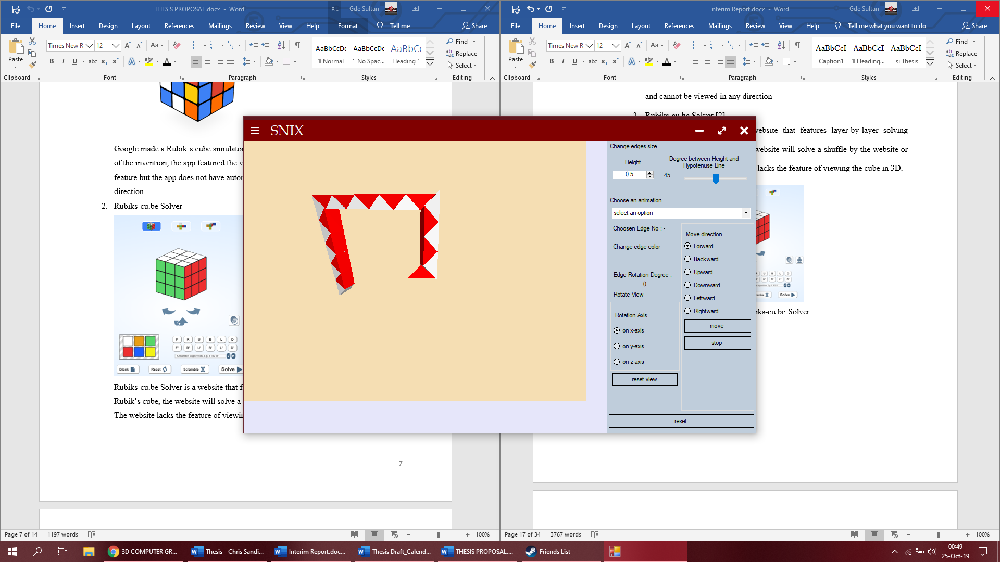 THESIS PROPOSAL.docx - Word
P...
Gde Sultan
File
Home
Insert
Design
Layout
References
Mailings
Review
View
Help
Format
Tell me
Share
Paste
Times New R
12
Clipboard
Font
Paragraph
AaBbCcDc
AaBbCcDc
AaBbCc
¶ Normal
¶ No Spac...
Heading 1
Styles
Find
Replace
Select
Editing
Interim Report.docx - Word
Gde Sultan
File
Home
Insert
Design
Layout
References
Mailings
Review
View
Help
Tell me what you want to do
Share
Paste
Times New R
12
Clipboard
Font
Paragraph
AaBbCcI
AaBbCcI
AaBbCcI
Caption1
¶ Heading...
Isi Thesis
Styles
Find
Replace
Select
Editing
Google made a Rubik’s cube simulator
of the invention, the app featured the v
feature but the app does not have autom
direction.
2. Rubiks-cu.be Solver
F R U B L D
F' R' U' B' L' D'
Scramble algorithm. Eg. F R2 U'
Blank
Reset
Scramble
Solve
Rubiks-cu.be Solver is a website that f
Rubik’s cube, the website will solve a
The website lacks the feature of viewin
7
and cannot be viewed in any direction
2. Rubiks-cu.be Solver [2]
website that features layer-by-layer solving
website will solve a shuffle by the website or
lacks the feature of viewing the cube in 3D.
Solve
iks-cu.be Solver
SNIX
Change edges size
Height
0.5
Degree between Height and
Hypotenuse Line
45
Choose an animation
select an option
Choosen Edge No : -
Change edge color
Edge Rotation Degree :
0
Rotate View
Rotation Axis
on x-axis
on y-axis
on z-axis
reset view
Move direction
Forward
Backward
Upward
Downward
Leftward
Rightward
move
stop
reset
Page 7 of 14
1197 words
100%
Page 17 of 34
3767 words
100%
3D COMPUTER GR...
Thesis - Chris Sandi...
Interim Report.doc...
Thesis Draft_Calend...
THESIS PROPOSAL....
Friends List
00:49
25-Oct-19